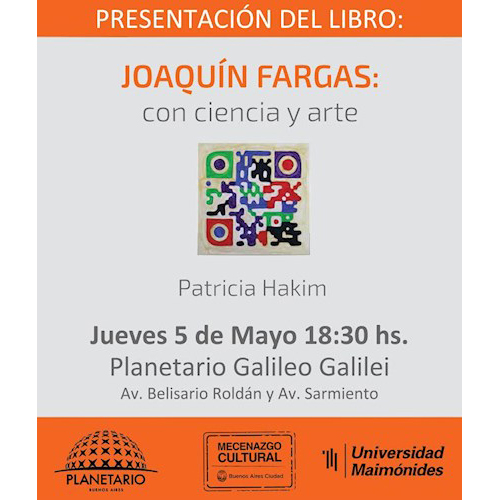 PRESENTACIÓN DEL LIBRO:
JOAQUÍN FARGAS:
con ciencia y arte
Patricia Hakim
Jueves 5 de Mayo 18:30 hs.
Planetario Galileo Galilei
Av. Belisario Roldán y Av. Sarmiento
PLANETARIO
BUENOS AIRES
MECENAZGO
CULTURAL
Buenos Aires Ciudad
Universidad
Maimónides